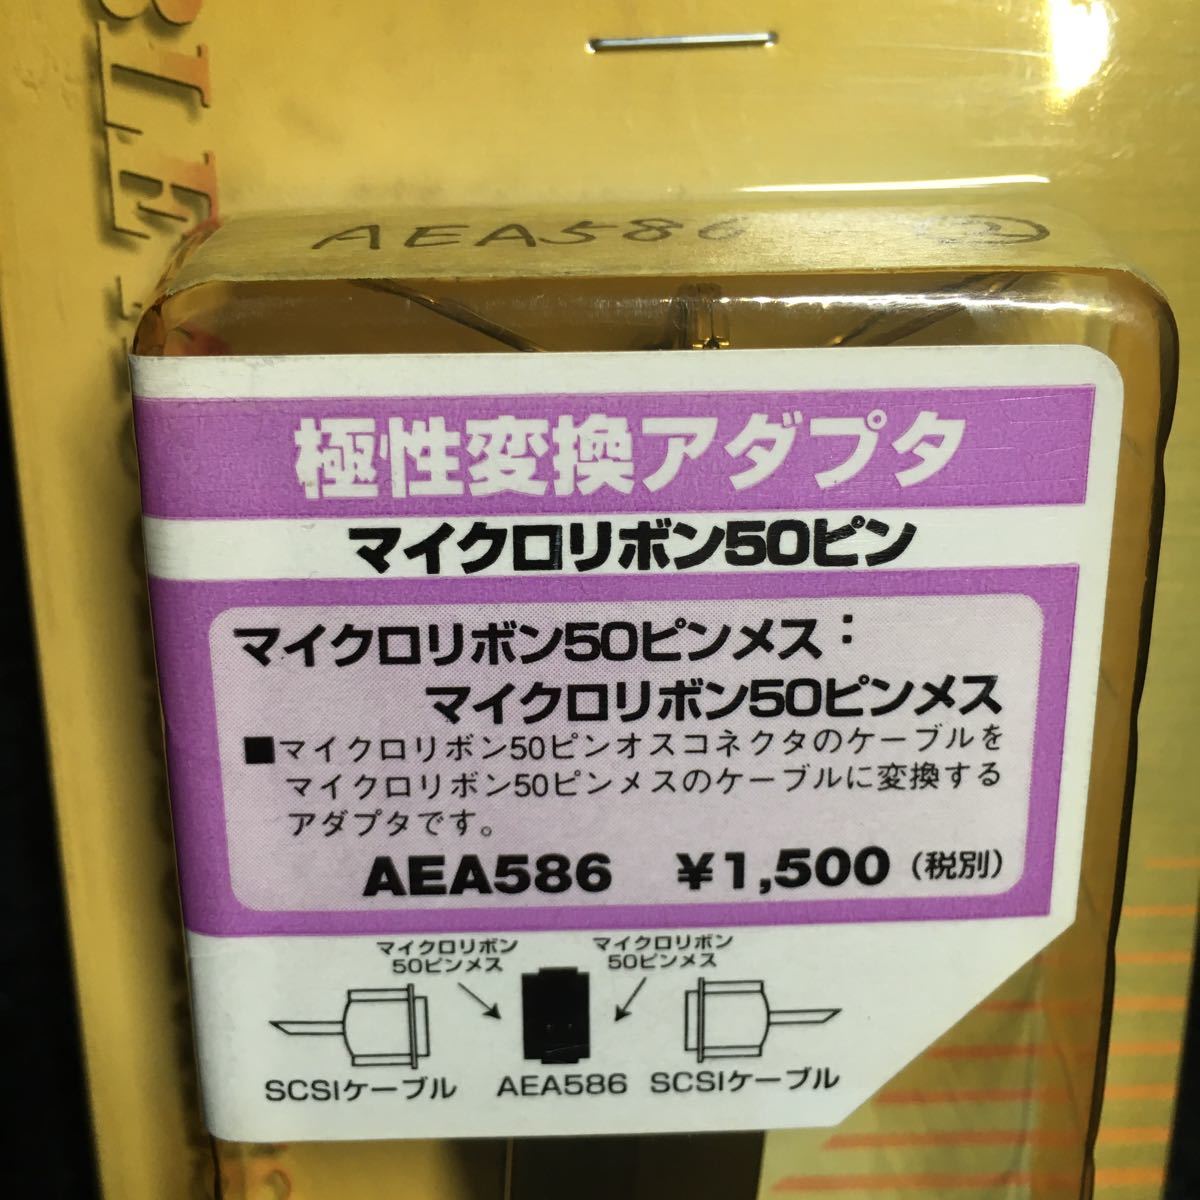 AEA586
極性変換アダプタ
マイクロリボン50ピン
マイクロリボン50ピンメス：
マイクロリボン50ピンメス
■マイクロリボン50ピンオスコネクタのケーブルを
マイクロリボン50ピンメスのケーブルに変換する
アダプタです。
AEA586 ¥1,500（税別）
マイクロリボン
50ピンメス
マイクロリボン
50ピンメス
SCSIケーブル
AEA586
SCSIケーブル